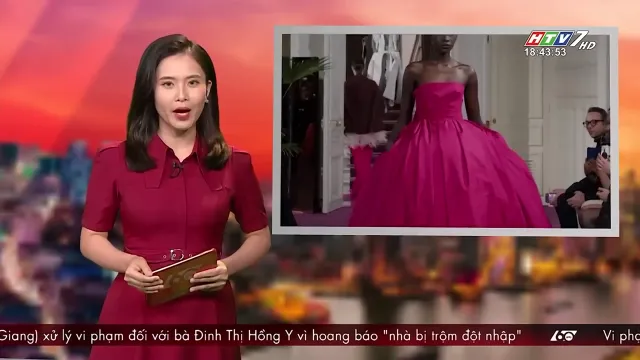 HTV7 HD
18:43:53
Giang) xử lý vi phạm đối với bà Đinh Thị Hồng Y vì hoang báo "nhà bị trộm đột nhập" 60 Vi phạ